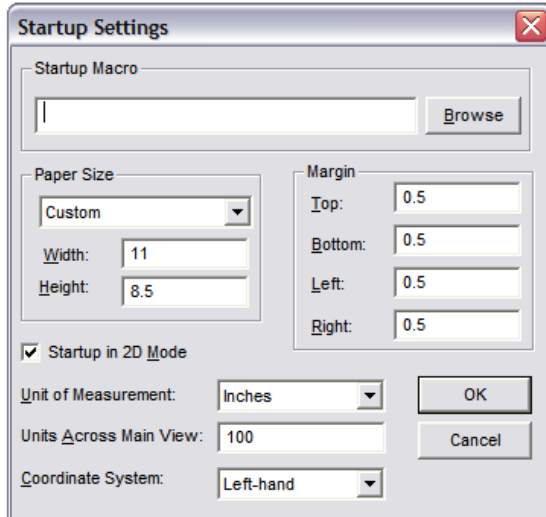 Startup Settings
Startup Macro
Browse
Paper Size
Custom
Width: 11
Height: 8.5
Margin
Top: 0.5
Bottom: 0.5
Left: 0.5
Right: 0.5
Startup in 2D Mode
Unit of Measurement: Inches
OK
Units Across Main View: 100
Cancel
Coordinate System: Left-hand